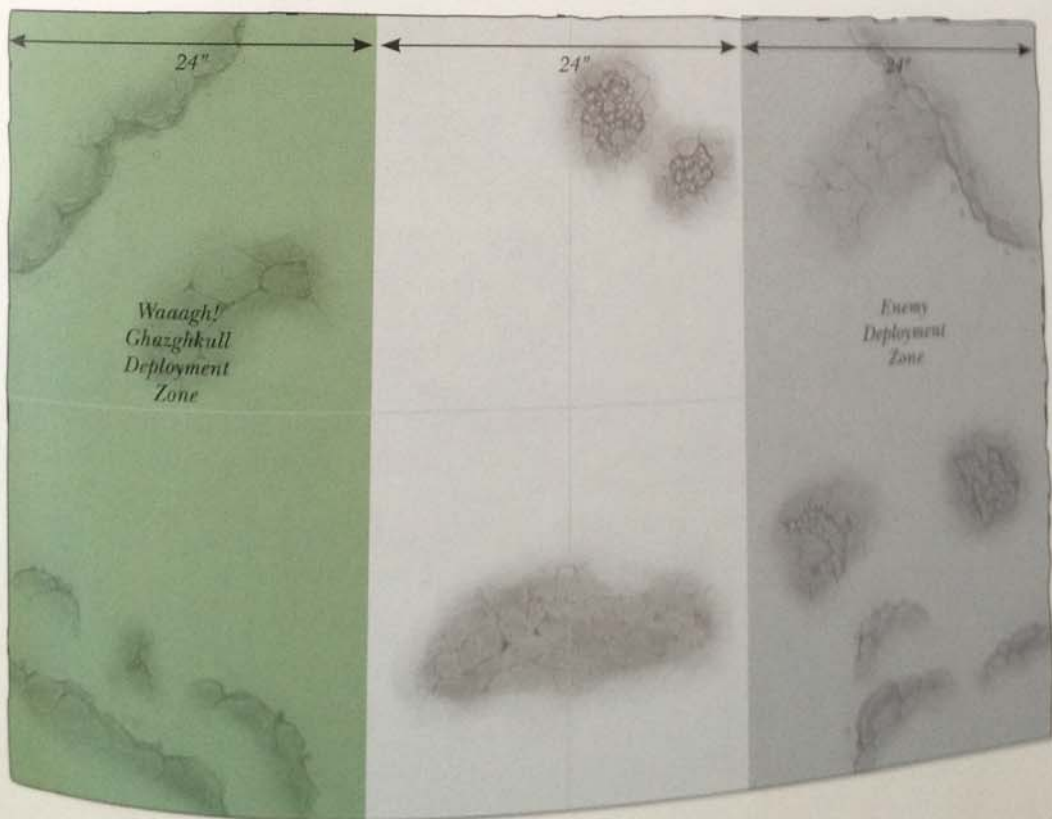 24" 24" 24"
Waaagh!
Ghazghkull
Deployment
Zone
Enemy
Deployment
Zone